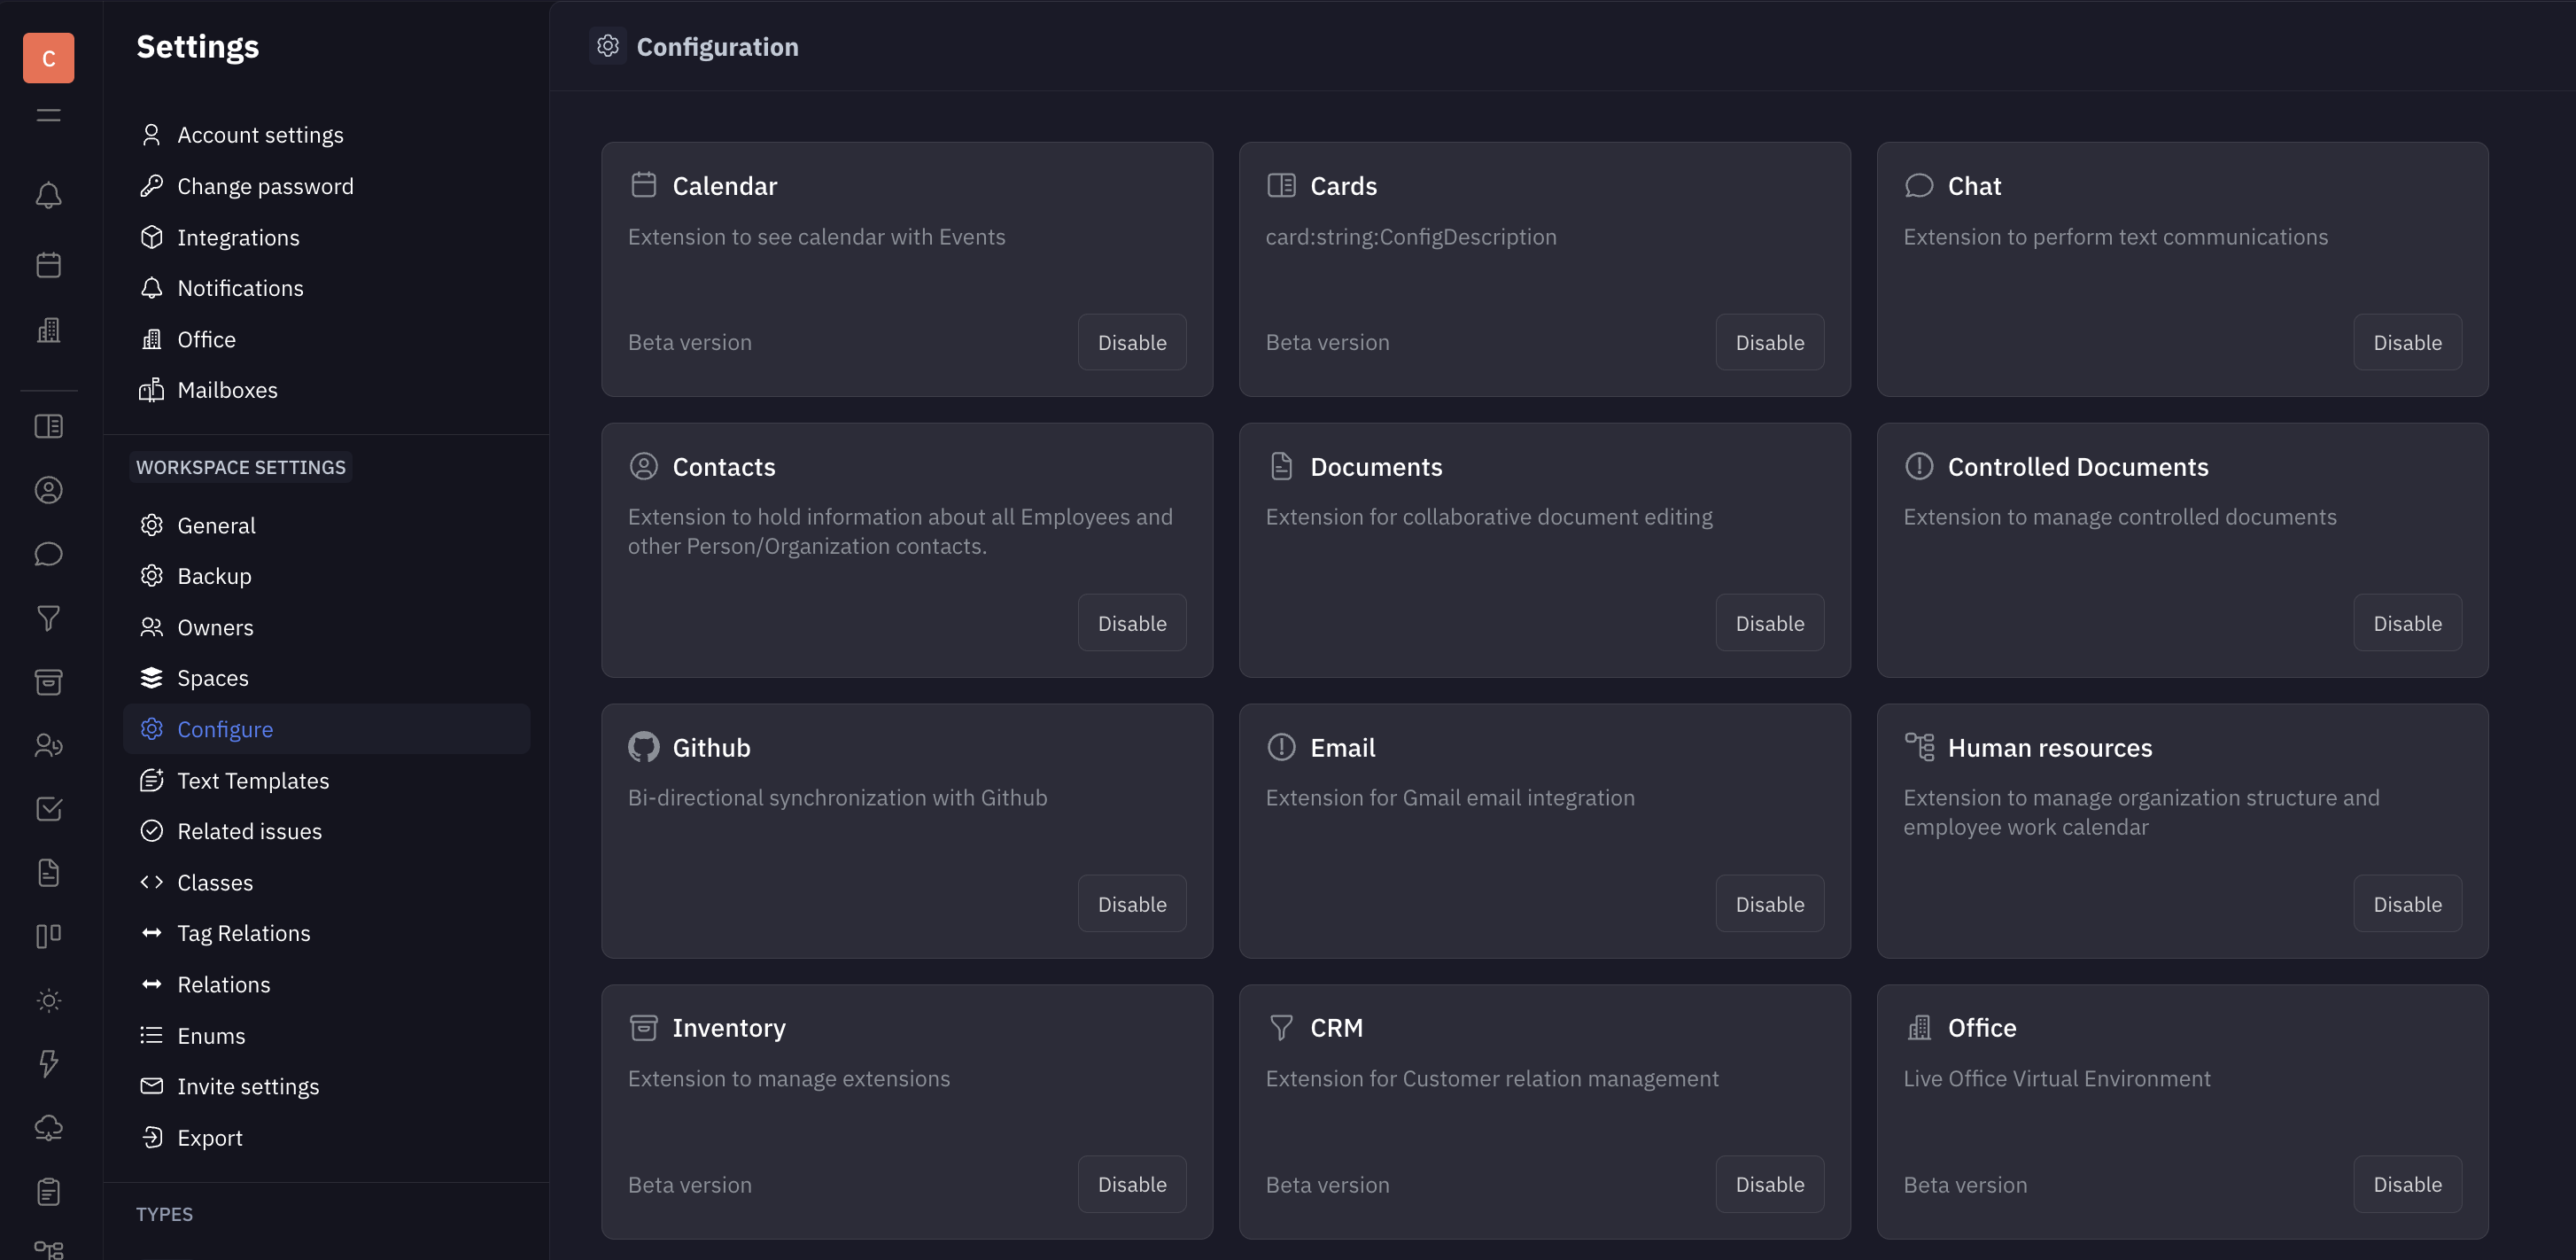 C
Settings
Account settings
Change password
Integrations
Notifications
Office
Mailboxes
WORKSPACE SETTINGS
General
Backup
Owners
Spaces
Configure
Text Templates
Related issues
Classes
Tag Relations
Relations
Enums
Invite settings
Export
TYPES
Configuration
Calendar
Extension to see calendar with Events
Beta version
Disable
Cards
card:string:ConfigDescription
Beta version
Disable
Chat
Extension to perform text communications
Disable
Contacts
Extension to hold information about all Employees and
other Person/Organization contacts.
Disable
Documents
Extension for collaborative document editing
Disable
Controlled Documents
Extension to manage controlled documents
Disable
Github
Bi-directional synchronization with Github
Disable
Email
Extension for Gmail email integration
Disable
Human resources
Extension to manage organization structure and
employee work calendar
Disable
Inventory
Extension to manage extensions
Beta version
Disable
CRM
Extension for Customer relation management
Beta version
Disable
Office
Live Office Virtual Environment
Beta version
Disable